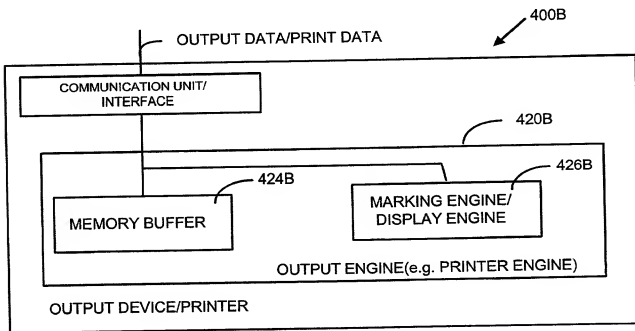 OUTPUT DATA/PRINT DATA
400B
COMMUNICATION UNIT/
INTERFACE
420B
424B
426B
MEMORY BUFFER
MARKING ENGINE/
DISPLAY ENGINE
OUTPUT ENGINE(e.g. PRINTER ENGINE)
OUTPUT DEVICE/PRINTER